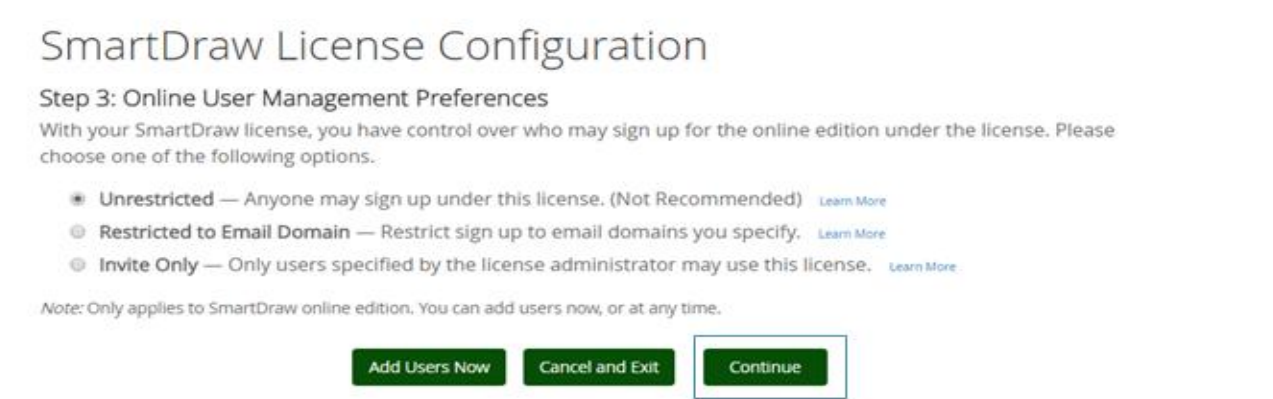 SmartDraw License Configuration
Step 3: Online User Management Preferences
With your SmartDraw license, you have control over who may sign up for the online edition under the license. Please
choose one of the following options.
Unrestricted — Anyone may sign up under this license. (Not Recommended) Learn More
Restricted to Email Domain — Restrict sign up to email domains you specify. Learn More
Invite Only — Only users specified by the license administrator may use this license. Learn More
Note: Only applies to SmartDraw online edition. You can add users now, or at any time.
Add Users Now Cancel and Exit Continue